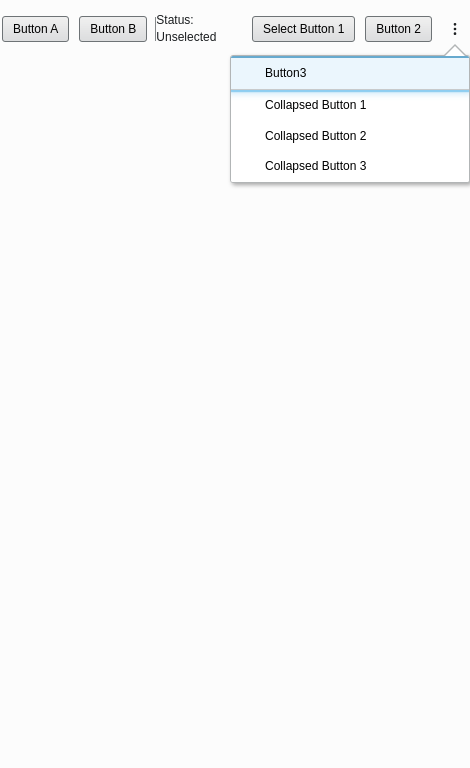 Button A
Button B
Status:
Unselected
Select Button 1
Button 2
Button3
Collapsed Button 1
Collapsed Button 2
Collapsed Button 3